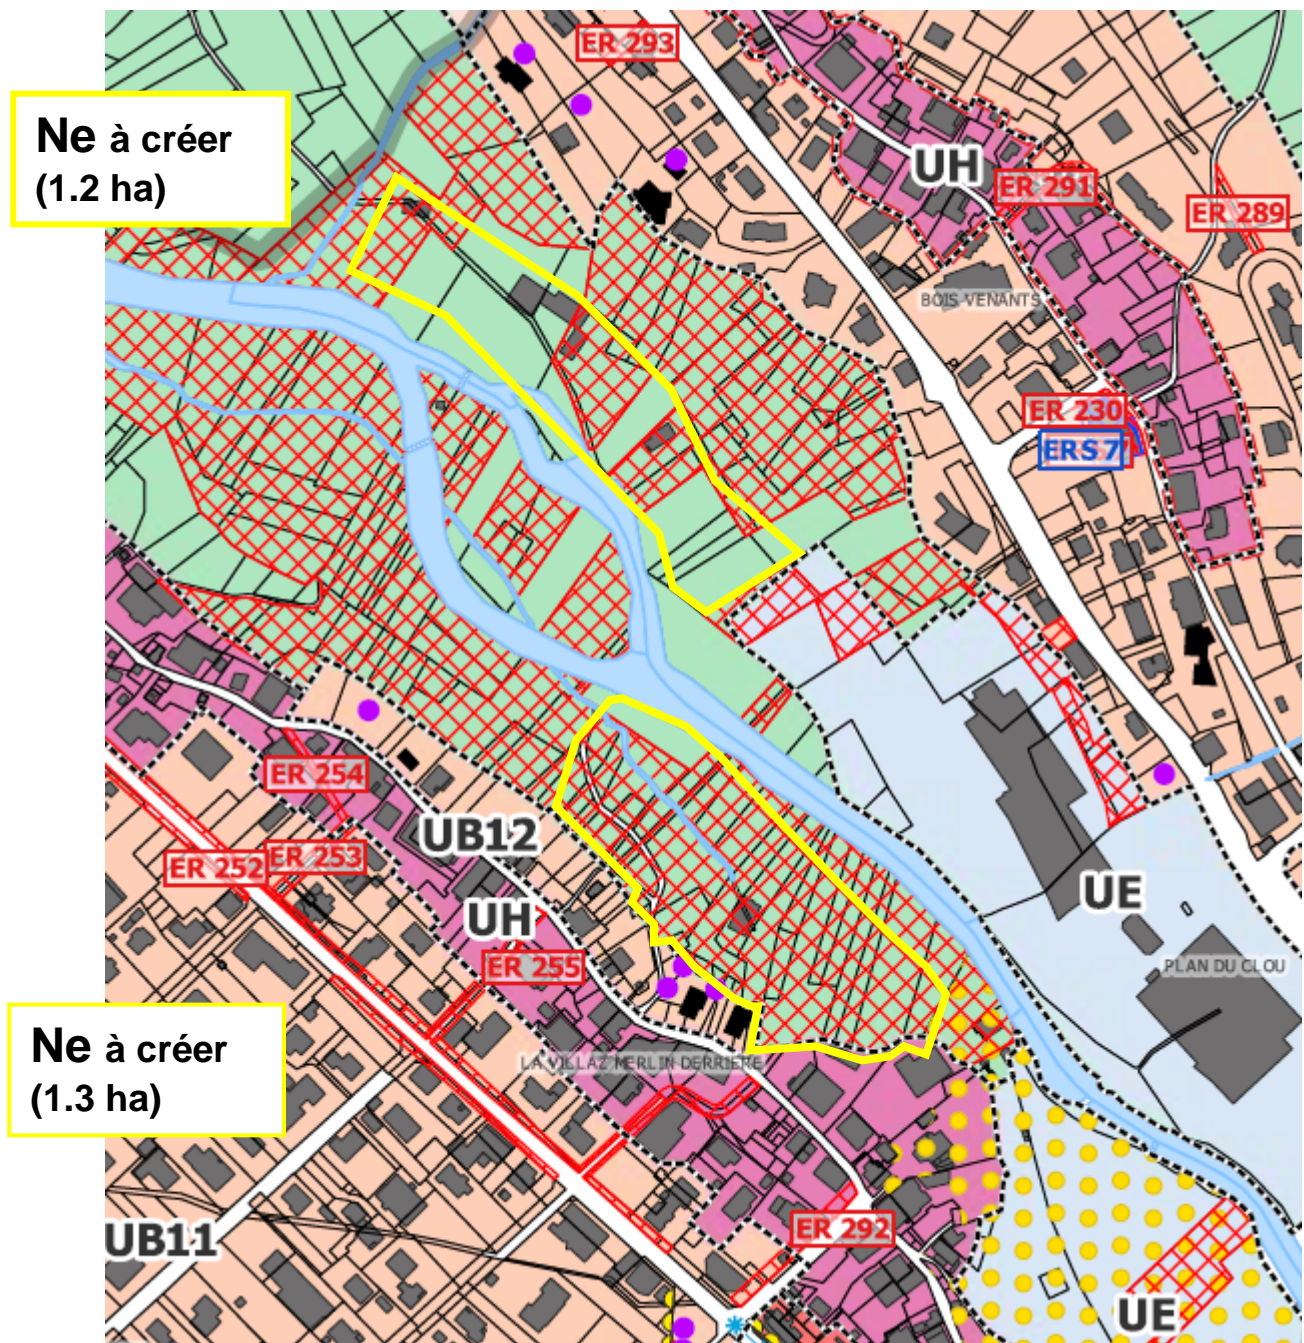 ER 293
Ne à créer
(1.2 ha)
UH
ER 291
ER 289
BOIS-VENANTS
ER 230
ERS 7
ER 254
UB12
ER 253
ER 252
UE
UH
ER 255
PLAN DU CLOU
Ne à créer
(1.3 ha)
LA VILLAZ MERLIN DERRIERE
ER 292
UB11
UE